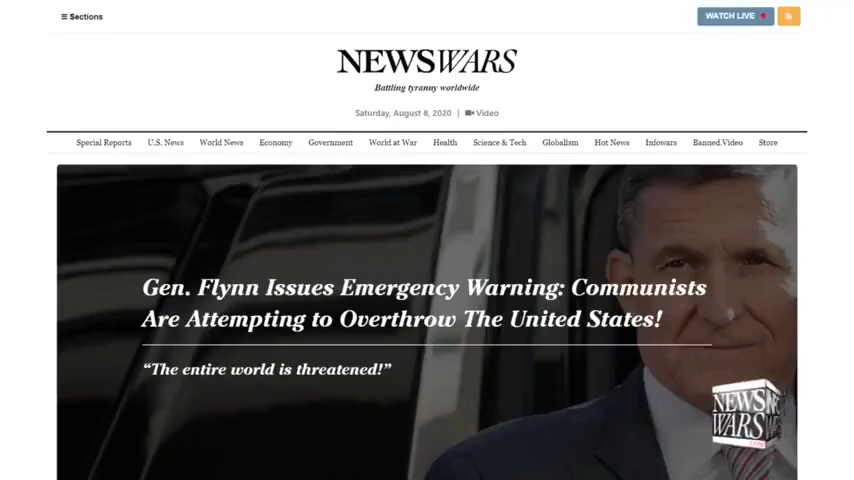 Sections
WATCH LIVE
NEWSWARS
Battling tyranny worldwide
Saturday, August 8, 2020 | Video
Special Reports U.S. News World News Economy Government World at War Health Science & Tech Globalism Hot News Infowars Banned.Video Store
Gen. Flynn Issues Emergency Warning: Communists
Are Attempting to Overthrow The United States!
“The entire world is threatened!”
NEWS
WARS
.COM